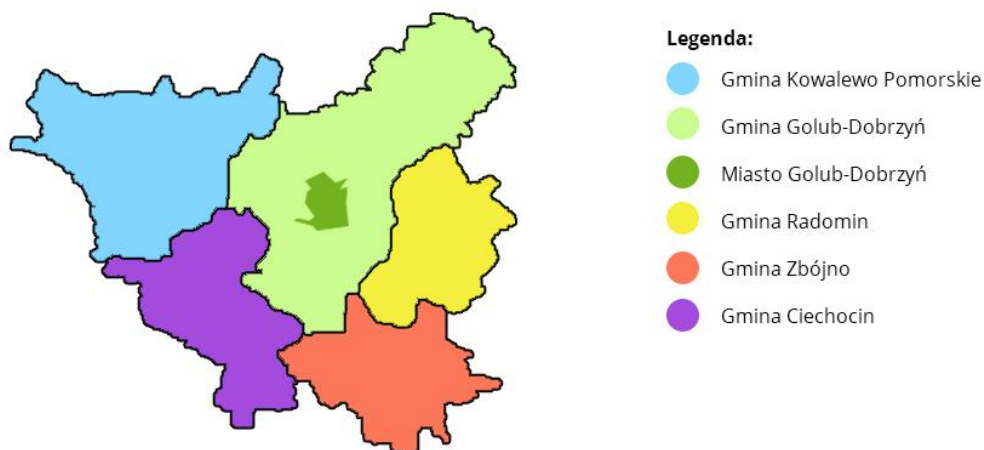 Legenda:
Gmina Kowalewo Pomorskie
Gmina Golub-Dobrzyń
Miasto Golub-Dobrzyń
Gmina Radomin
Gmina Zbójno
Gmina Ciechocin